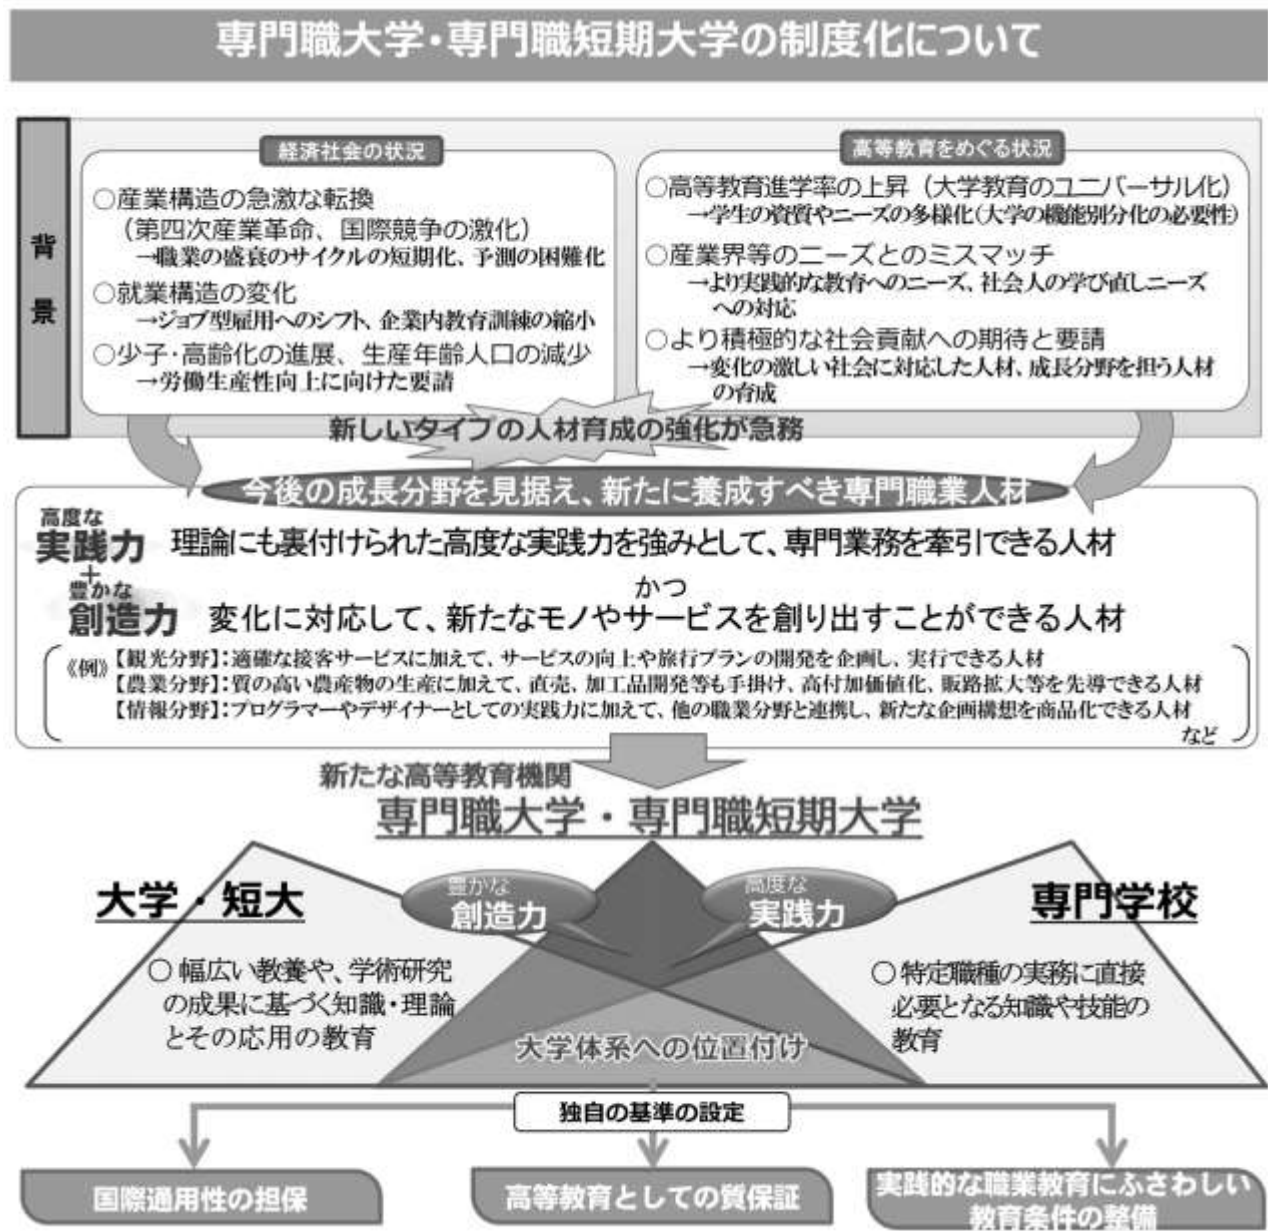 専門職大学・専門職短期大学の制度化について
背景
経済社会の状況
○産業構造の急激な転換
（第四次産業革命、国際競争の激化）
→職業の盛衰のサイクルの短期化、予測の困難化
○就業構造の変化
→ジョブ型雇用へのシフト、企業内教育訓練の縮小
○少子・高齢化の進展、生産年齢人口の減少
→労働生産性向上に向けた要請
高等教育をめぐる状況
○高等教育進学率の上昇（大学教育のユニバーサル化）
→学生の資質やニーズの多様化（大学の機能別分化の必要性）
○産業界等のニーズとのミスマッチ
→より実践的な教育へのニーズ、社会人の学び直しニーズ
への対応
○より積極的な社会貢献への期待と要請
→変化の激しい社会に対応した人材、成長分野を担う人材
の育成
新しいタイプの人材育成の強化が急務
今後の成長分野を見据え、新たに養成すべき専門職業人材
高度な
実践力 理論にも裏付けられた高度な実践力を強みとして、専門業務を牽引できる人材
+
かつ
豊かな
創造力 変化に対応して、新たなモノやサービスを創り出すことができる人材
《例》【観光分野】：適確な接客サービスに加えて、サービスの向上や旅行プランの開発を企画し、実行できる人材
【農業分野】：質の高い農産物の生産に加えて、直売、加工品開発等も手掛け、高付加価値化、販路拡大等を先導できる人材
【情報分野】：プログラマーやデザイナーとしての実践力に加えて、他の職業分野と連携し、新たな企画構想を商品化できる人材
など
新たな高等教育機関
専門職大学・専門職短期大学
大学・短大
豊かな
創造力
高度な
実践力
専門学校
○ 幅広い教養や、学術研究
の成果に基づく知識・理論
とその応用の教育
○ 特定職種の実務に直接
必要となる知識や技能の
教育
大学体系への位置付け
独自の基準の設定
国際通用性の担保
高等教育としての質保証
実践的な職業教育にふさわしい
教育条件の整備